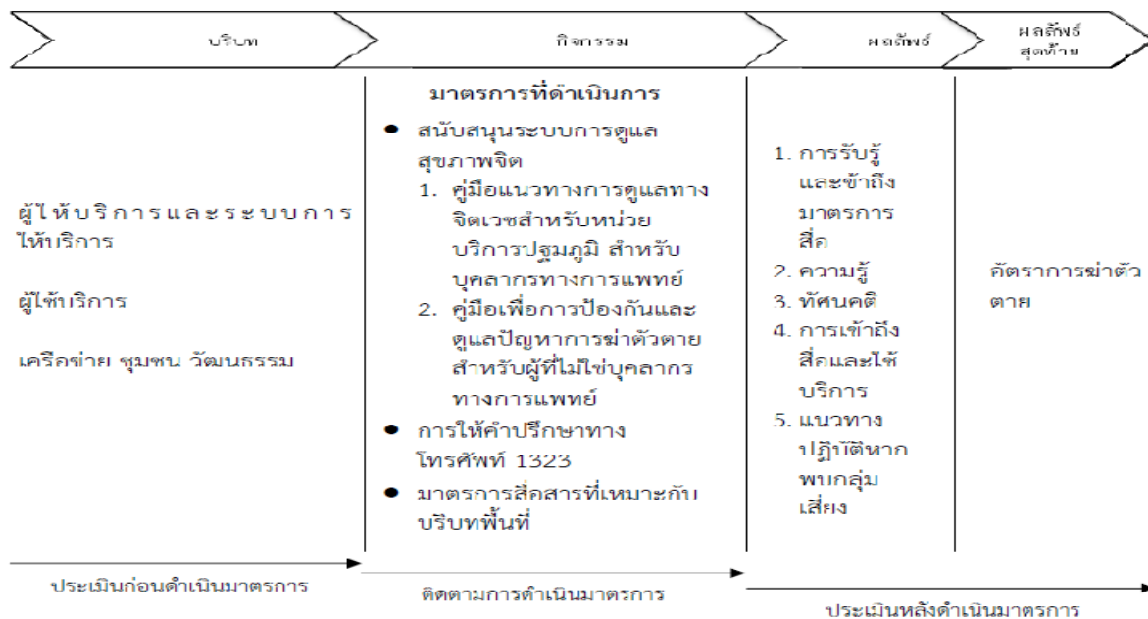 บริบท
กิจกรรม
ผลลัพธ์
ผลลัพธ์
สุดท้าย
ผู้ให้บริการและระบบการ
ให้บริการ
ผู้ใช้บริการ
เครือข่าย ชุมชน วัฒนธรรม
มาตรการที่ดำเนินการ
● สนับสนุนระบบการดูแล
สุขภาพจิต
1. คู่มือแนวทางการดูแลทาง
จิตเวชสำหรับหน่วย
บริการปฐมภูมิ สำหรับ
บุคลากรทางการแพทย์
2. คู่มือเพื่อการป้องกันและ
ดูแลปัญหาการฆ่าตัวตาย
สำหรับผู้ที่ไม่ใช่บุคลากร
ทางการแพทย์
● การให้คำปรึกษาทาง
โทรศัพท์ 1323
● มาตรการสื่อสารที่เหมาะกับ
บริบทพื้นที่
1. การรับรู้
และเข้าถึง
มาตรการ
สื่อ
2. ความรู้
3. ทัศนคติ
4. การเข้าถึง
สื่อและใช้
บริการ
5. แนวทาง
ปฏิบัติหาก
พบกลุ่ม
เสี่ยง
อัตราการฆ่าตัว
ตาย
ประเมินก่อนดำเนินมาตรการ
ติดตามการดำเนินมาตรการ
ประเมินหลังดำเนินมาตรการ